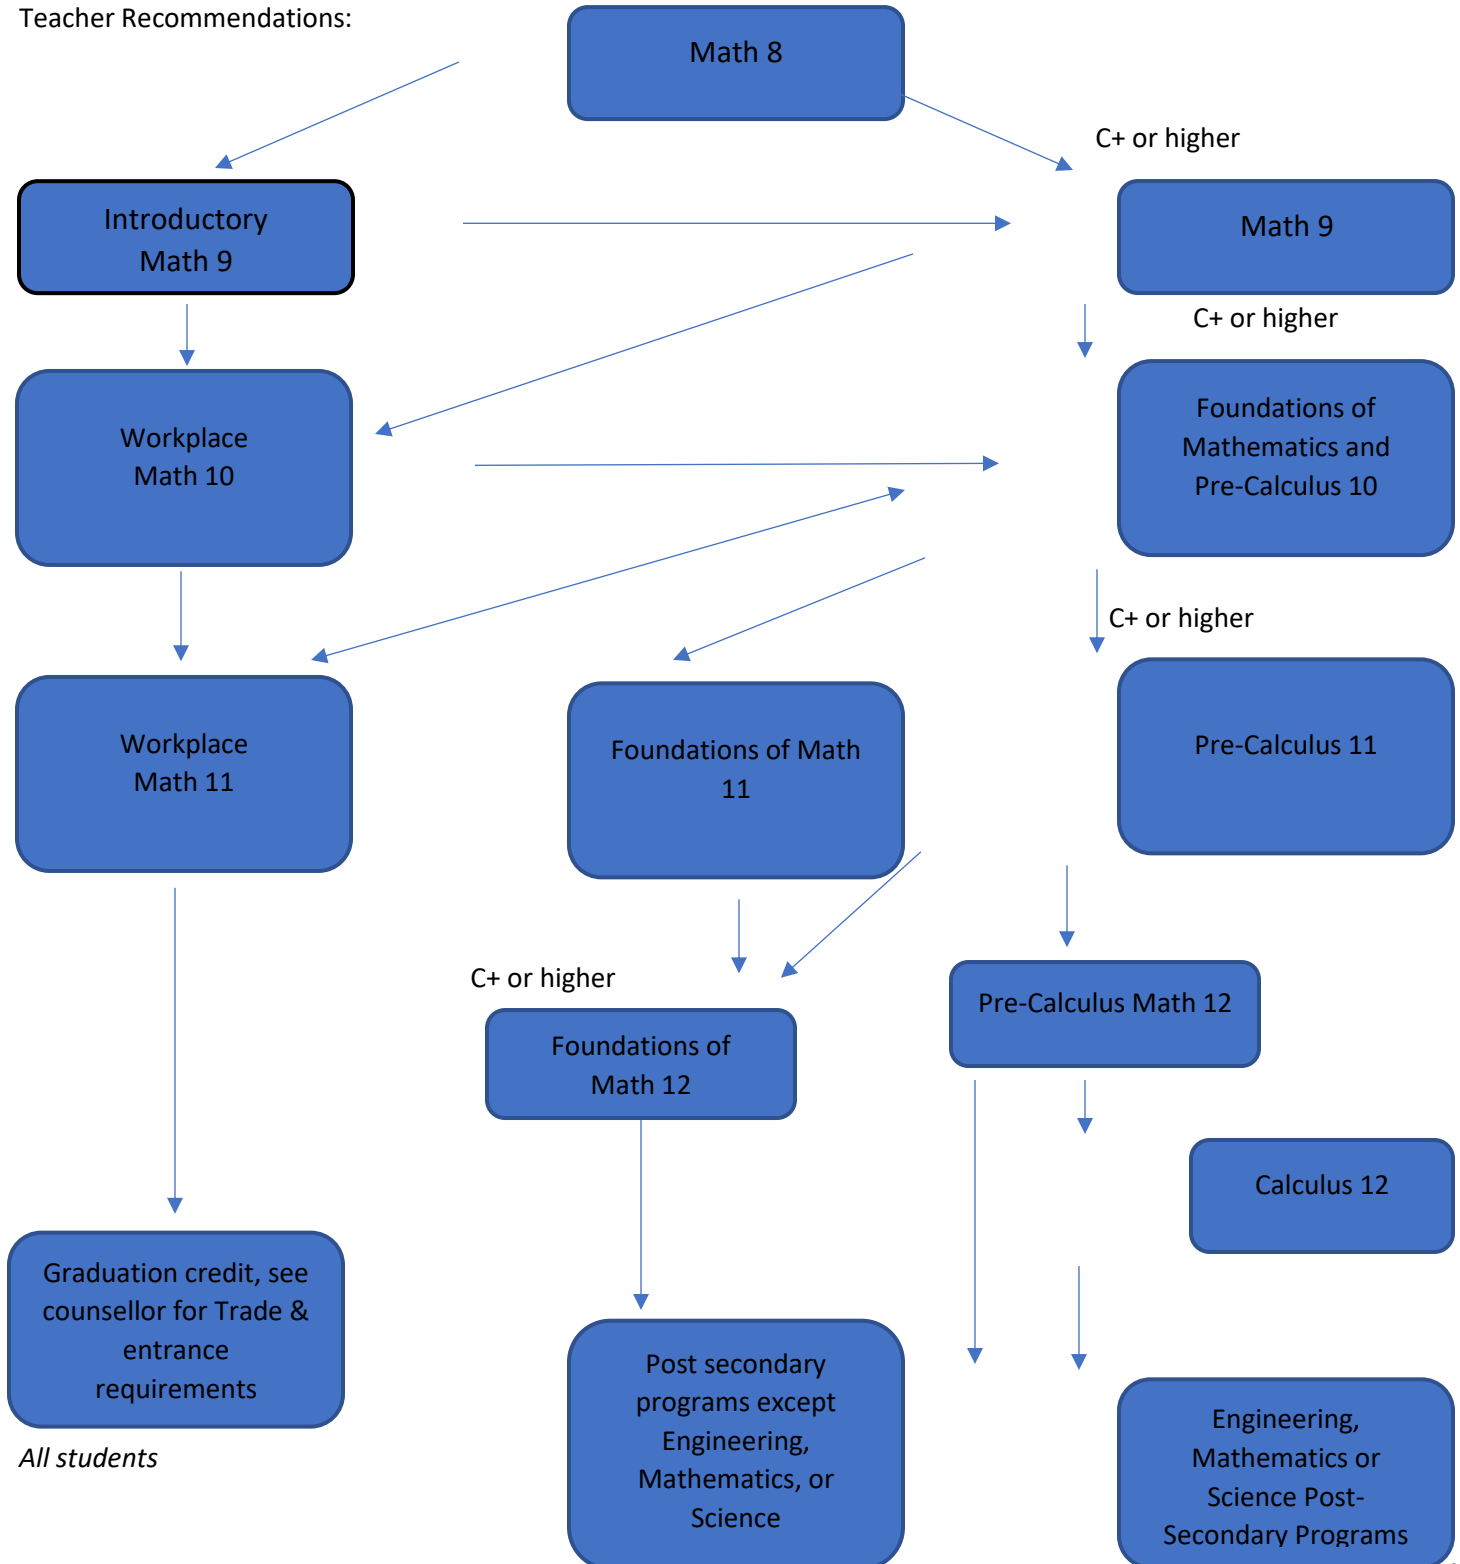 Teacher Recommendations:
Math 8
C+ or higher
Introductory
Math 9
Math 9
C+ or higher
Workplace
Math 10
Foundations of
Mathematics and
Pre-Calculus 10
C+ or higher
Workplace
Math 11
Foundations of Math
11
Pre-Calculus 11
C+ or higher
Foundations of
Math 12
Pre-Calculus Math 12
Calculus 12
Graduation credit, see
counsellor for Trade &
entrance
requirements
All students
Post secondary
programs except
Engineering,
Mathematics, or
Science
Engineering,
Mathematics or
Science Post-
Secondary Programs